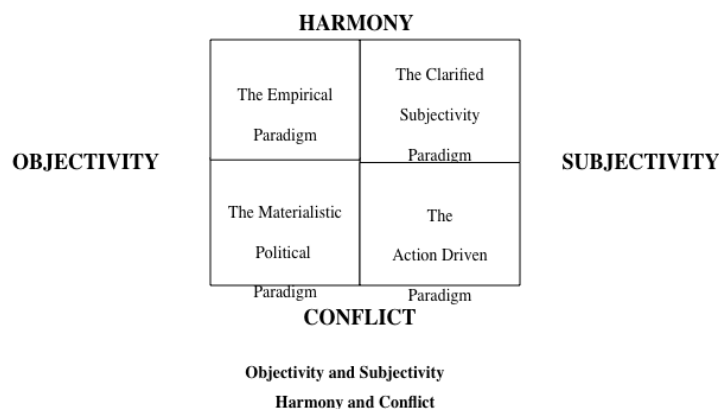 HARMONY
The Empirical
Paradigm
The Clarified
Subjectivity
Paradigm
OBJECTIVITY
SUBJECTIVITY
The Materialistic
Political
Paradigm
The
Action Driven
Paradigm
CONFLICT
Objectivity and Subjectivity
Harmony and Conflict